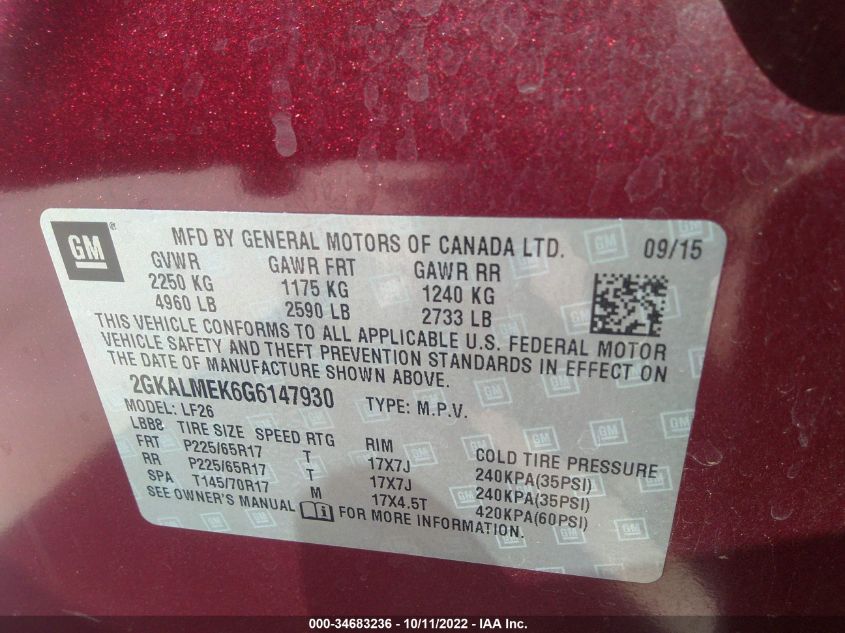 GM
MFD BY GENERAL MOTORS OF CANADA LTD. 09/15
GVWR GAWR FRT GAWR RR
2250 KG 1175 KG 1240 KG
4960 LB 2590 LB 2733 LB
THIS VEHICLE CONFORMS TO ALL APPLICABLE U.S. FEDERAL MOTOR
VEHICLE SAFETY AND THEFT PREVENTION STANDARDS IN EFFECT ON
THE DATE OF MANUFACTURE SHOWN ABOVE.
2GKALMEK6G6147930 TYPE: M.P.V.
MODEL: LF26
LBB8 TIRE SIZE SPEED RTG RIM COLD TIRE PRESSURE
FRT P225/65R17 T 17X7J 240KPA(35PSI)
RR P225/65R17 T 17X7J 240KPA(35PSI)
SPA T145/70R17 M 17X4.5T 420KPA(60PSI)
SEE OWNER'S MANUAL FOR MORE INFORMATION.
000-34683236 - 10/11/2022 - IAA Inc.